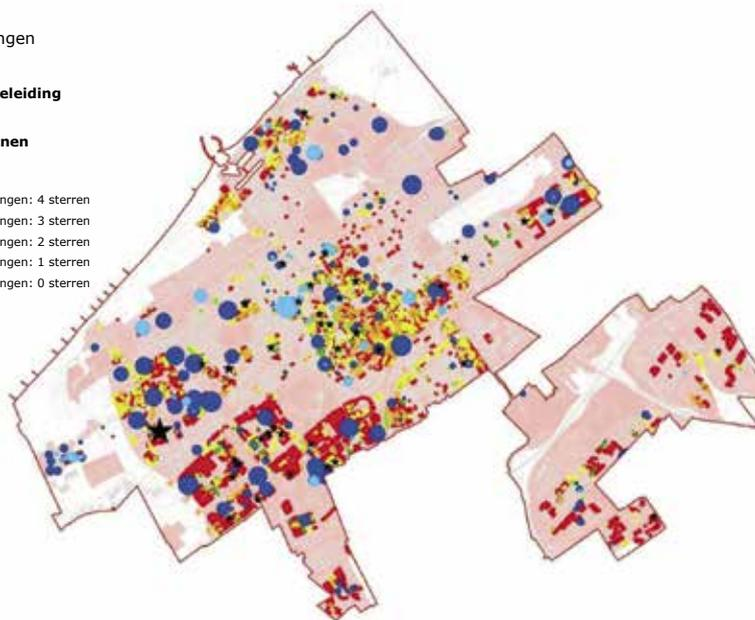 ngen
eleiding
nen
ngen: 4 sterren
ngen: 3 sterren
ngen: 2 sterren
ngen: 1 sterren
ngen: 0 sterren